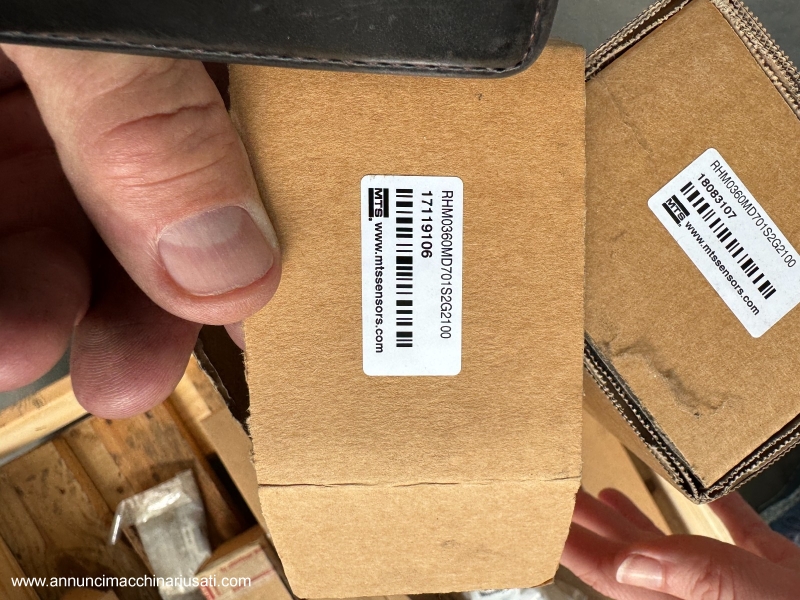 RHM0360MD701S2G2100
17119106
MTS www.mtssensors.com
RHM0360MD701S2G2100
18083107
MTS www.mtssensors.com
www.annuncimacchinariusati.com